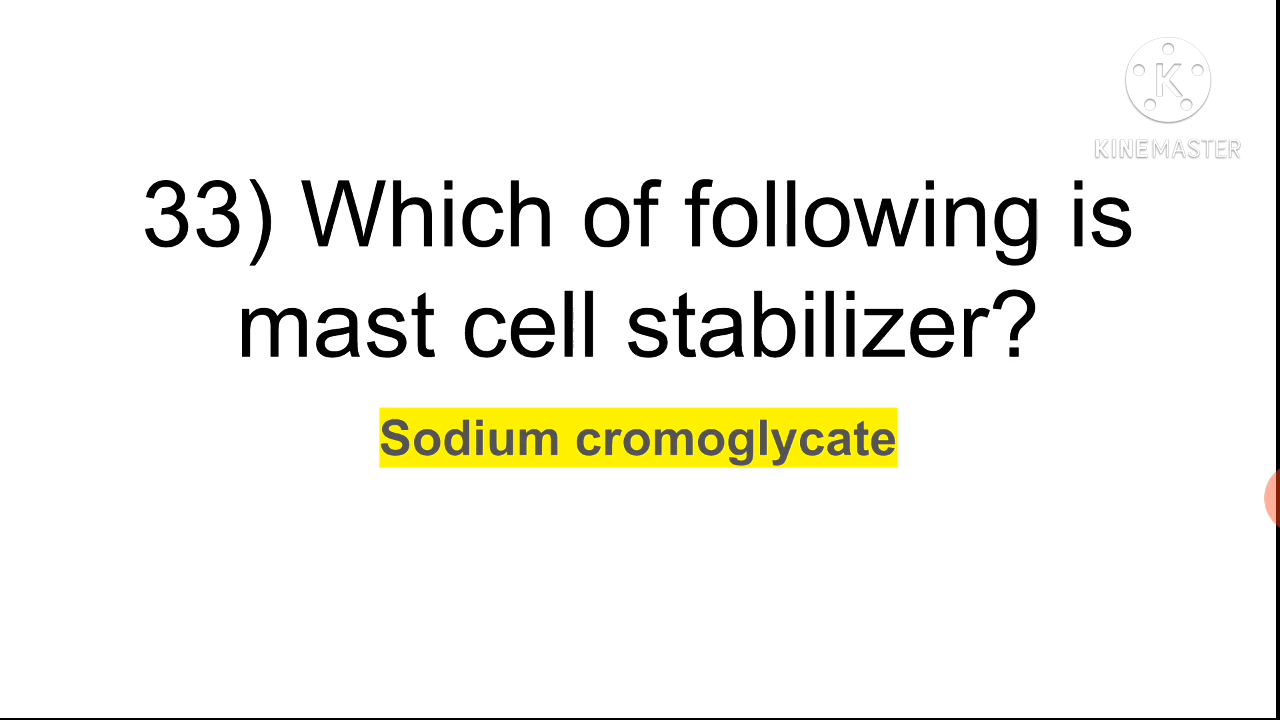 K
KINEMASTER
33) Which of following is
mast cell stabilizer?
Sodium cromoglycate